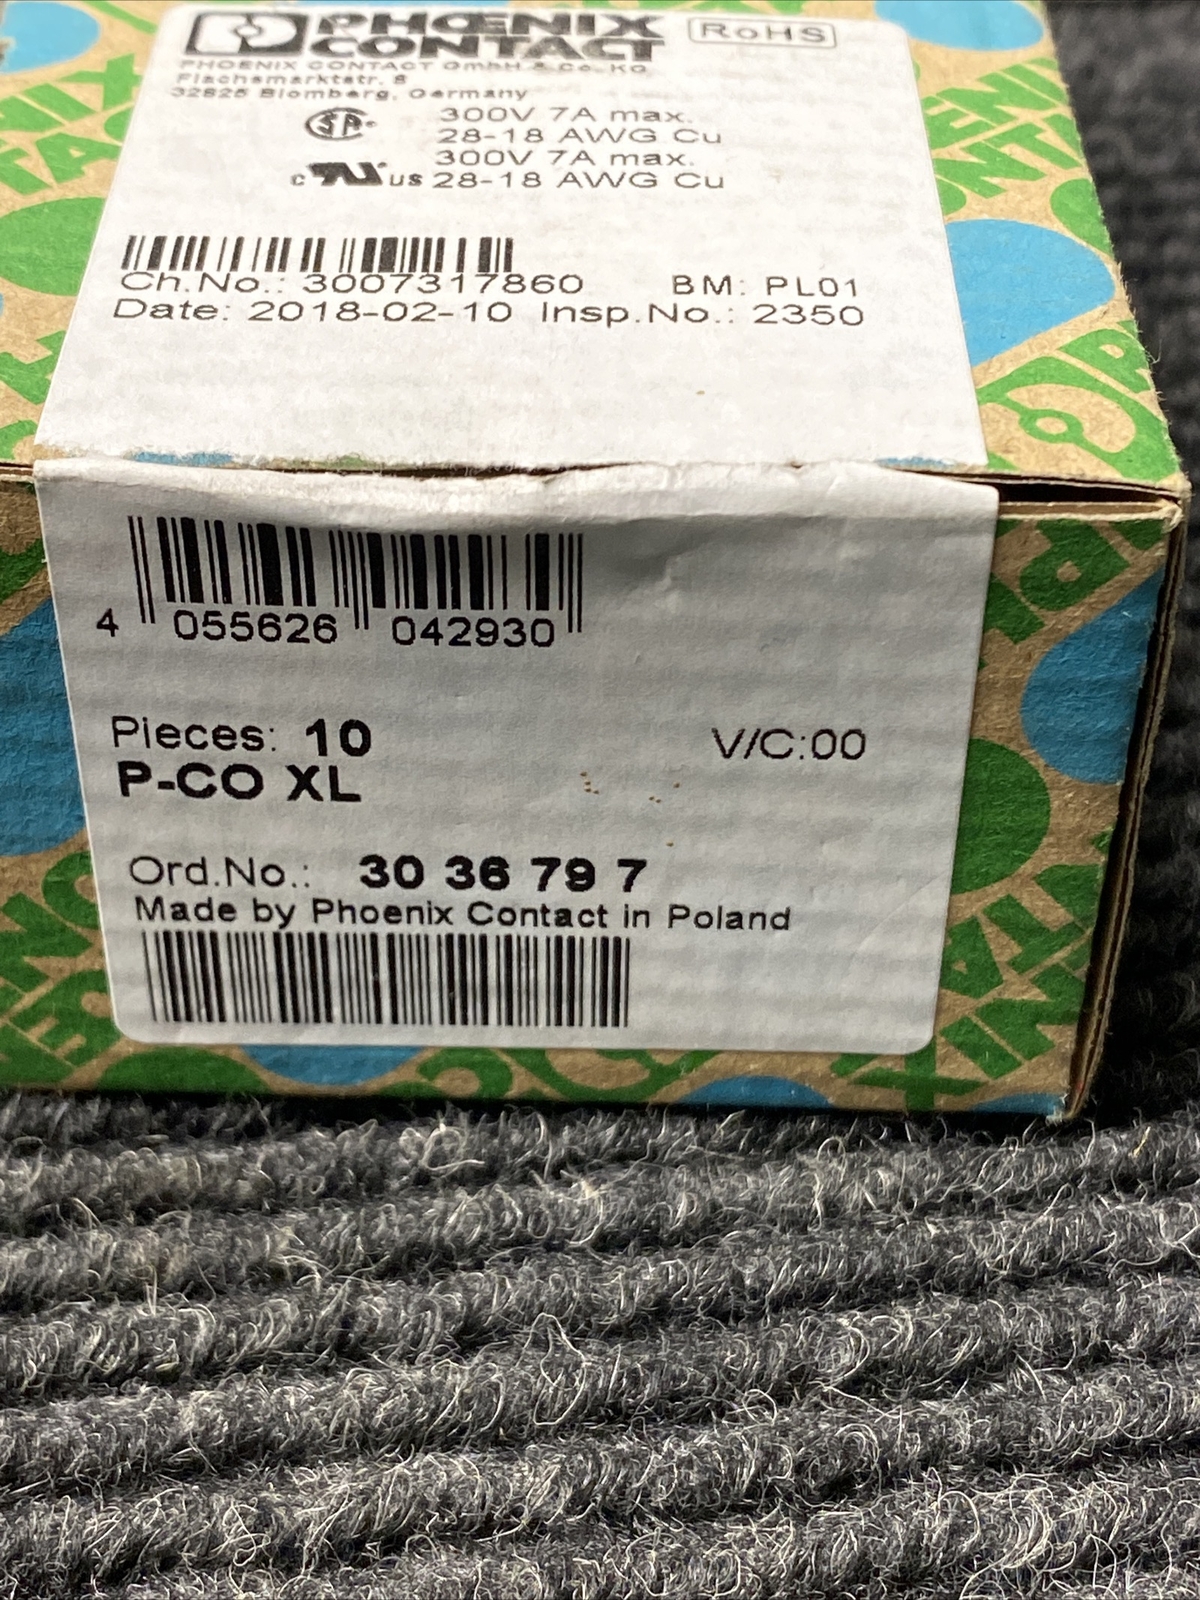 PHOENIX
CONTACT
RoHS
PHOENIX CONTACT GmbH & Co. KG
Flachsmarktstr. 8
32825 Blomberg, Germany
300V 7A max.
28-18 AWG Cu
300V 7A max.
c US 28-18 AWG Cu
Ch.No.: 3007317860 BM: PL01
Date: 2018-02-10 Insp.No.: 2350
4 055626 042930
Pieces: 10 V/C:00
P-CO XL
Ord.No.: 30 36 79 7
Made by Phoenix Contact in Poland